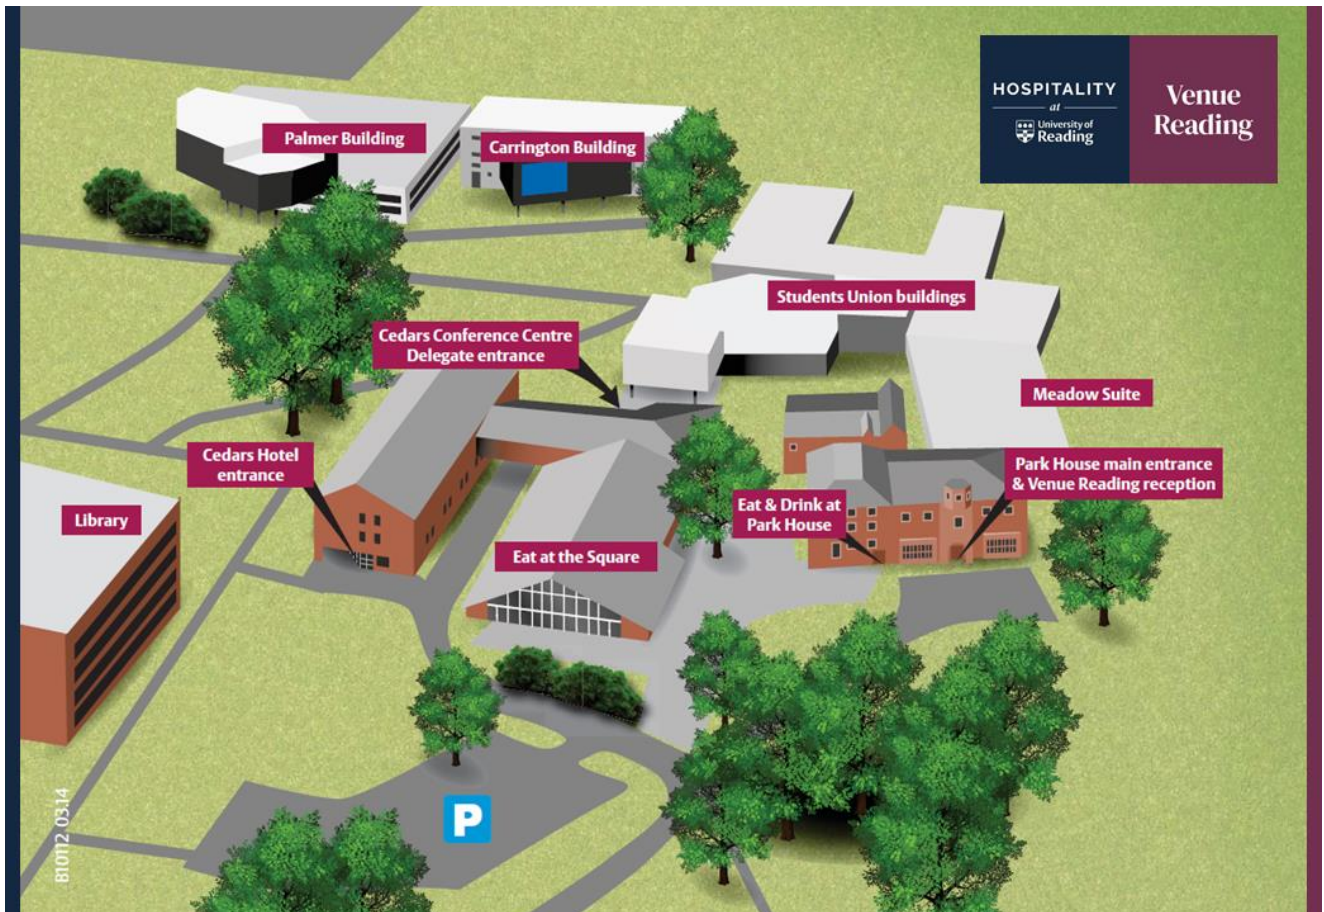 HOSPITALITY
at
University of
Reading
Venue
Reading
Palmer Building
Carrington Building
Students Union buildings
Cedars Conference Centre
Delegate entrance
Meadow Suite
Cedars Hotel
entrance
Park House main entrance
& Venue Reading reception
Eat & Drink at
Park House
Library
Eat at the Square
P
B10112 03.14